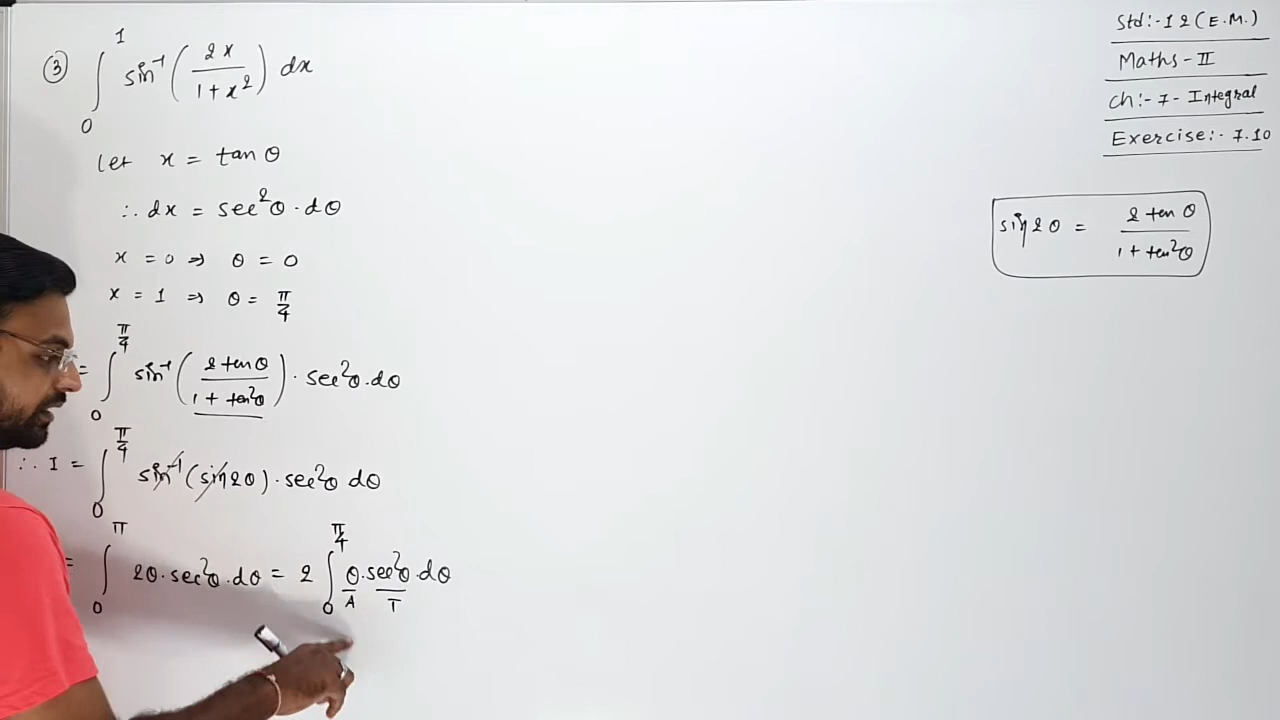 ③ ∫₀¹ sin⁻¹(2x / 1+x²) dx
Let x = tan θ
∴ dx = sec²θ · dθ
x = 0 ⇒ θ = 0
x = 1 ⇒ θ = π/4
= ∫₀^(π/4) sin⁻¹(2 tan θ / 1 + tan²θ) · sec²θ · dθ
∴ I = ∫₀^(π/4) sin⁻¹(sin 2θ) · sec²θ dθ
= ∫₀^π 2θ · sec²θ · dθ = 2 ∫₀^(π/4) θ · sec²θ · dθ
A T
Std:- 12 (E.M.)
Maths - II
Ch:- 7 - Integral
Exercise:- 7.10
sin 2θ = 2 tan θ / 1 + tan²θ